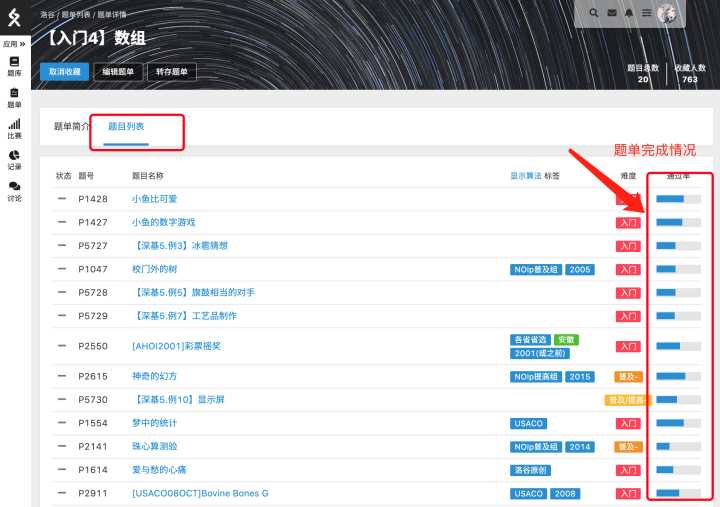 洛谷 / 题单列表 / 题单详情
【入门4】数组
应用
取消收藏 编辑题单 转存题单
题目总数 收藏人数
20 763
题库
题单
比赛
记录
讨论
题单简介 题目列表
题单完成情况
状态 题号 题目名称 显示算法 标签 难度 通过率
P1428 小鱼比可爱
P1427 小鱼的数字游戏 入门
P5727 【深基5.例3】冰雹猜想 入门
P1047 校门外的树 NOIp普及组 2005 入门
P5728 【深基5.例5】旗鼓相当的对手 入门
P5729 【深基5.例7】工艺品制作 入门
P2550 [AHOI2001]彩票摇奖 各省省选 安徽 2001(或之前) 入门
P2615 神奇的幻方 NOIp提高组 2015 普及-
P5730 【深基5.例10】显示屏 普及/提高-
P1554 梦中的统计 USACO 入门
P2141 珠心算测验 NOIp普及组 2014 普及-
P1614 爱与愁的心痛 洛谷原创 入门
P2911 [USACO08OCT]Bovine Bones G USACO 2008 入门